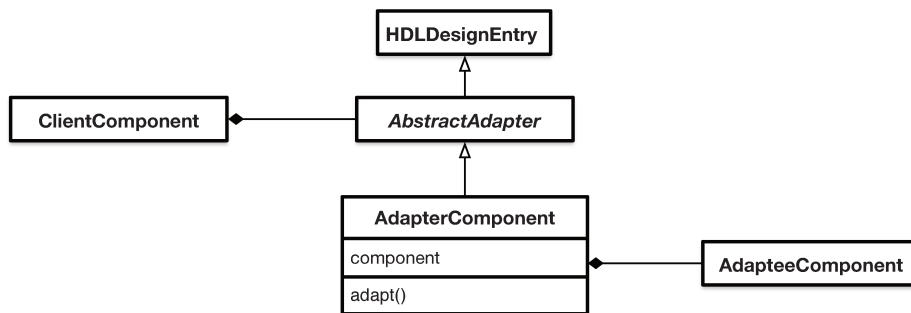 HDLDesignEntry
ClientComponent
AbstractAdapter
AdapterComponent
component
adapt()
AdapteeComponent